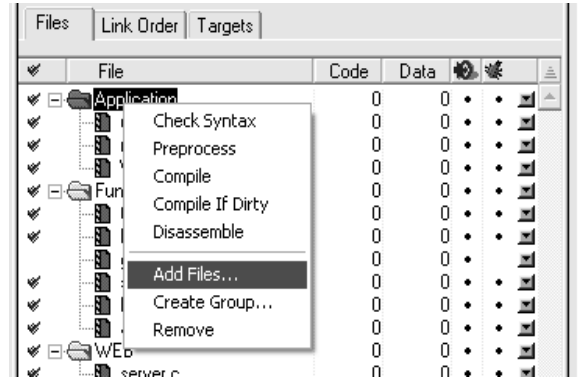 Files Link Order Targets
File Code Data
Application 0 0
Check Syntax 0 0
Preprocess 0 0
Compile 0 0
Fun 0 0
Compile If Dirty 0 0
Disassemble 0 0
0 0
Add Files... 0 0
Create Group... 0 0
Remove 0 0
WEB 0 0
server.c 0 0